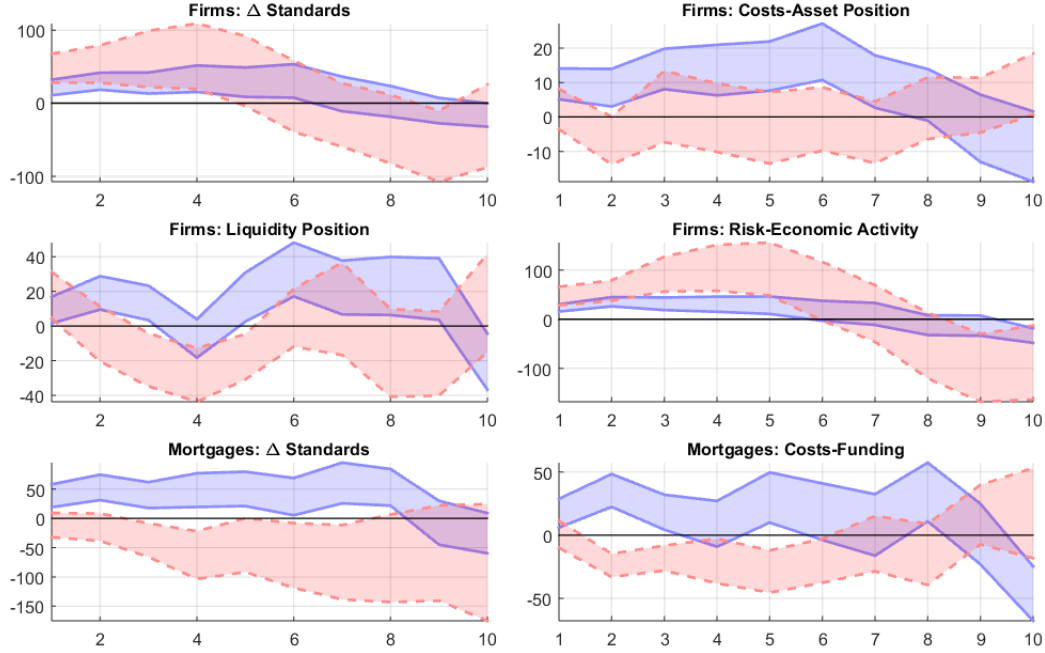 Firms: Δ Standards
100
0
-100
2 4 6 8 10
Firms: Costs-Asset Position
20
10
0
-10
1 2 3 4 5 6 7 8 9 10
Firms: Liquidity Position
40
20
0
-20
-40
2 4 6 8 10
Firms: Risk-Economic Activity
100
0
-100
1 2 3 4 5 6 7 8 9 10
Mortgages: Δ Standards
50
0
-50
-100
-150
2 4 6 8 10
Mortgages: Costs-Funding
50
0
-50
1 2 3 4 5 6 7 8 9 10